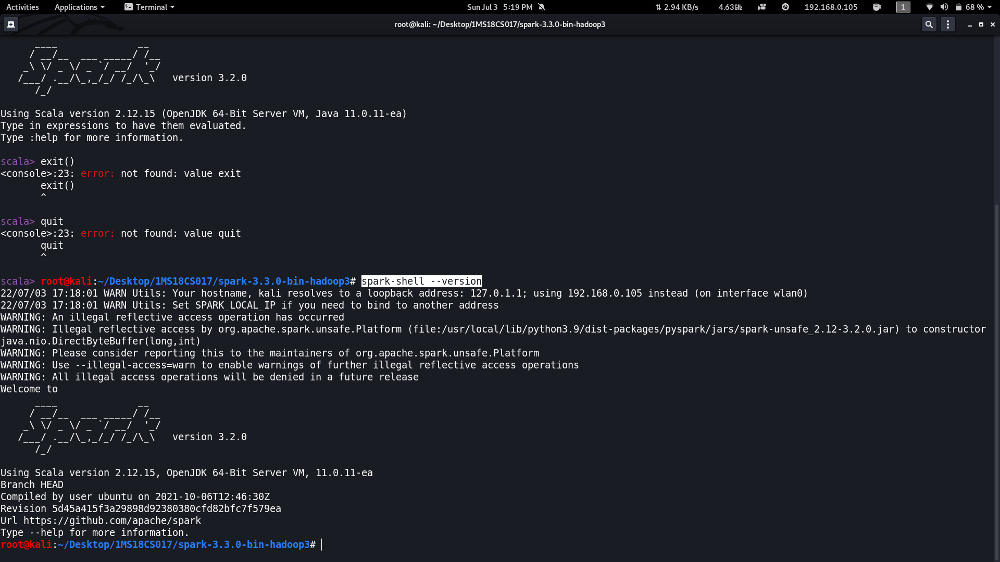 Activities Applications Terminal Sun Jul 3 5:19 PM ⇅ 2.94 KB/s 4.63GHz 192.168.0.105 1 68 %
root@kali: ~/Desktop/1MS18CS017/spark-3.3.0-bin-hadoop3
      ____              __
     / __/__  ___ _____/ /__
    _\ \/ _ \/ _ `/ __/  '_/
   /___/ .__/\_,_/_/ /_/\_\   version 3.2.0
      /_/
Using Scala version 2.12.15 (OpenJDK 64-Bit Server VM, Java 11.0.11-ea)
Type in expressions to have them evaluated.
Type :help for more information.
scala> exit()
<console>:23: error: not found: value exit
       exit()
       ^
scala> quit
<console>:23: error: not found: value quit
       quit
       ^
scala> root@kali:~/Desktop/1MS18CS017/spark-3.3.0-bin-hadoop3# spark-shell --version
22/07/03 17:18:01 WARN Utils: Your hostname, kali resolves to a loopback address: 127.0.1.1; using 192.168.0.105 instead (on interface wlan0)
22/07/03 17:18:01 WARN Utils: Set SPARK_LOCAL_IP if you need to bind to another address
WARNING: An illegal reflective access operation has occurred
WARNING: Illegal reflective access by org.apache.spark.unsafe.Platform (file:/usr/local/lib/python3.9/dist-packages/pyspark/jars/spark-unsafe_2.12-3.2.0.jar) to constructor
java.nio.DirectByteBuffer(long,int)
WARNING: Please consider reporting this to the maintainers of org.apache.spark.unsafe.Platform
WARNING: Use --illegal-access=warn to enable warnings of further illegal reflective access operations
WARNING: All illegal access operations will be denied in a future release
Welcome to
      ____              __
     / __/__  ___ _____/ /__
    _\ \/ _ \/ _ `/ __/  '_/
   /___/ .__/\_,_/_/ /_/\_\   version 3.2.0
      /_/
Using Scala version 2.12.15, OpenJDK 64-Bit Server VM, 11.0.11-ea
Branch HEAD
Compiled by user ubuntu on 2021-10-06T12:46:30Z
Revision 5d45a415f3a29898d92380380cfd82bfc7f579ea
Url https://github.com/apache/spark
Type --help for more information.
root@kali:~/Desktop/1MS18CS017/spark-3.3.0-bin-hadoop3#